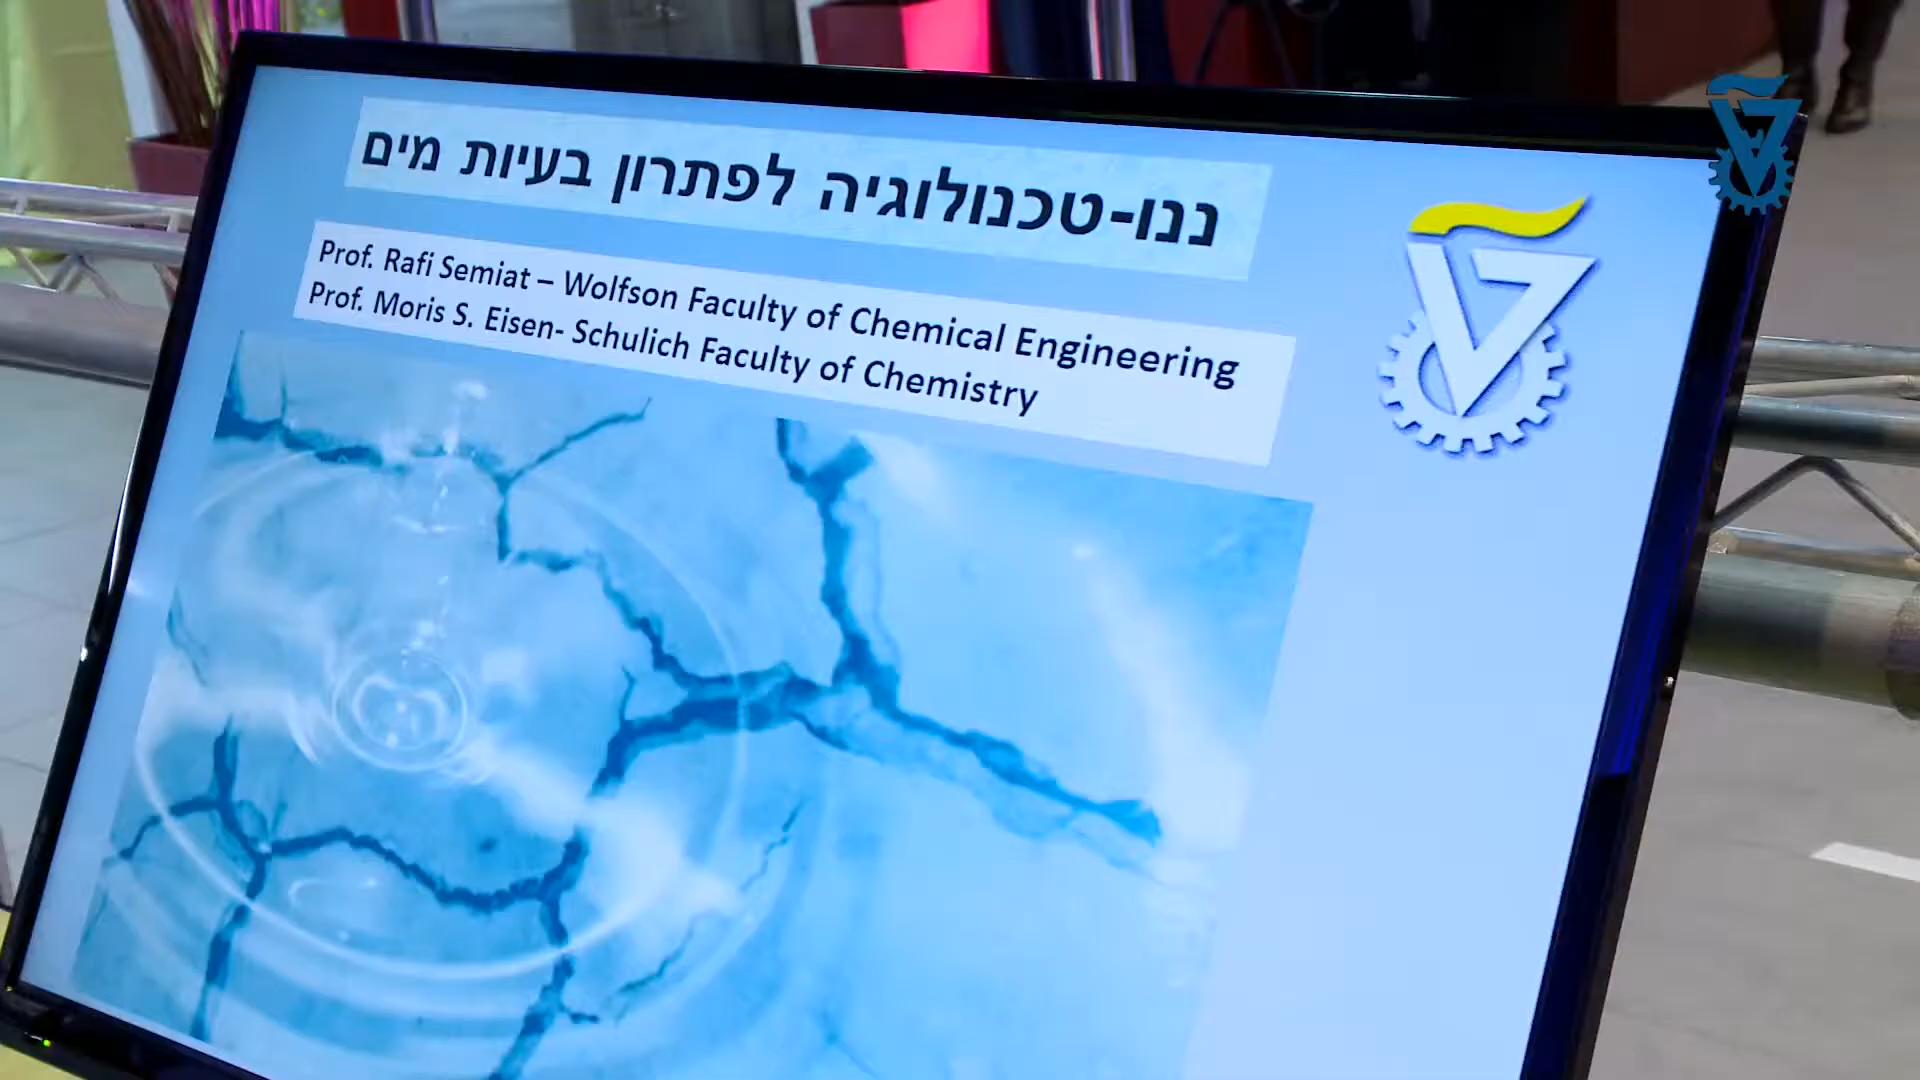 ננו-טכנולוגיה לפתרון בעיות מים
Prof. Rafi Semiat – Wolfson Faculty of Chemical Engineering
Prof. Moris S. Eisen- Schulich Faculty of Chemistry